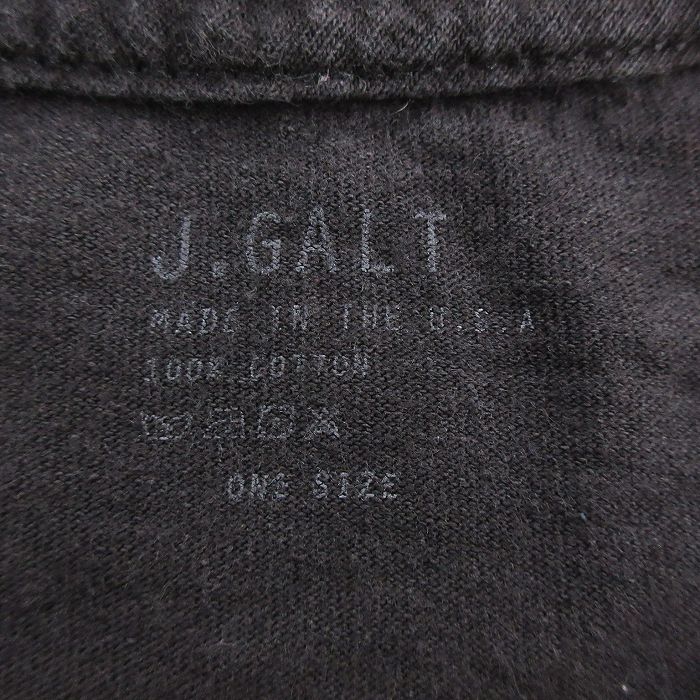 J.GALT
MADE IN THE U.S.A
100% COTTON
ONE SIZE